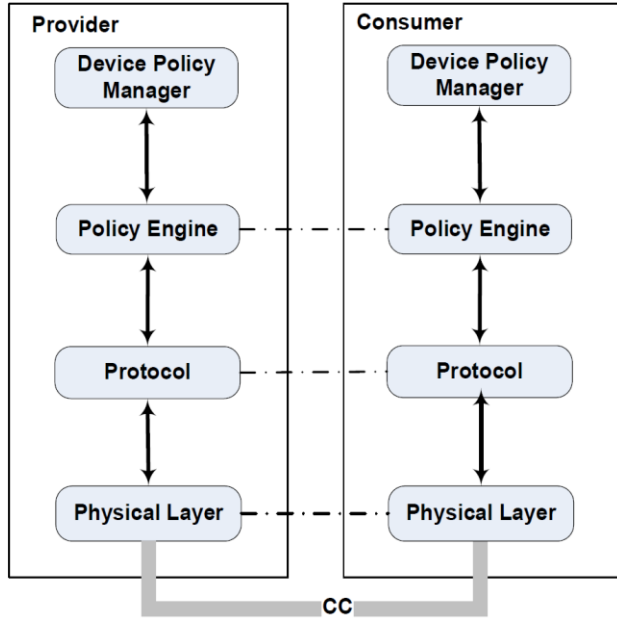 Provider
Device Policy
Manager
Policy Engine
Protocol
Physical Layer
Consumer
Device Policy
Manager
Policy Engine
Protocol
Physical Layer
CC